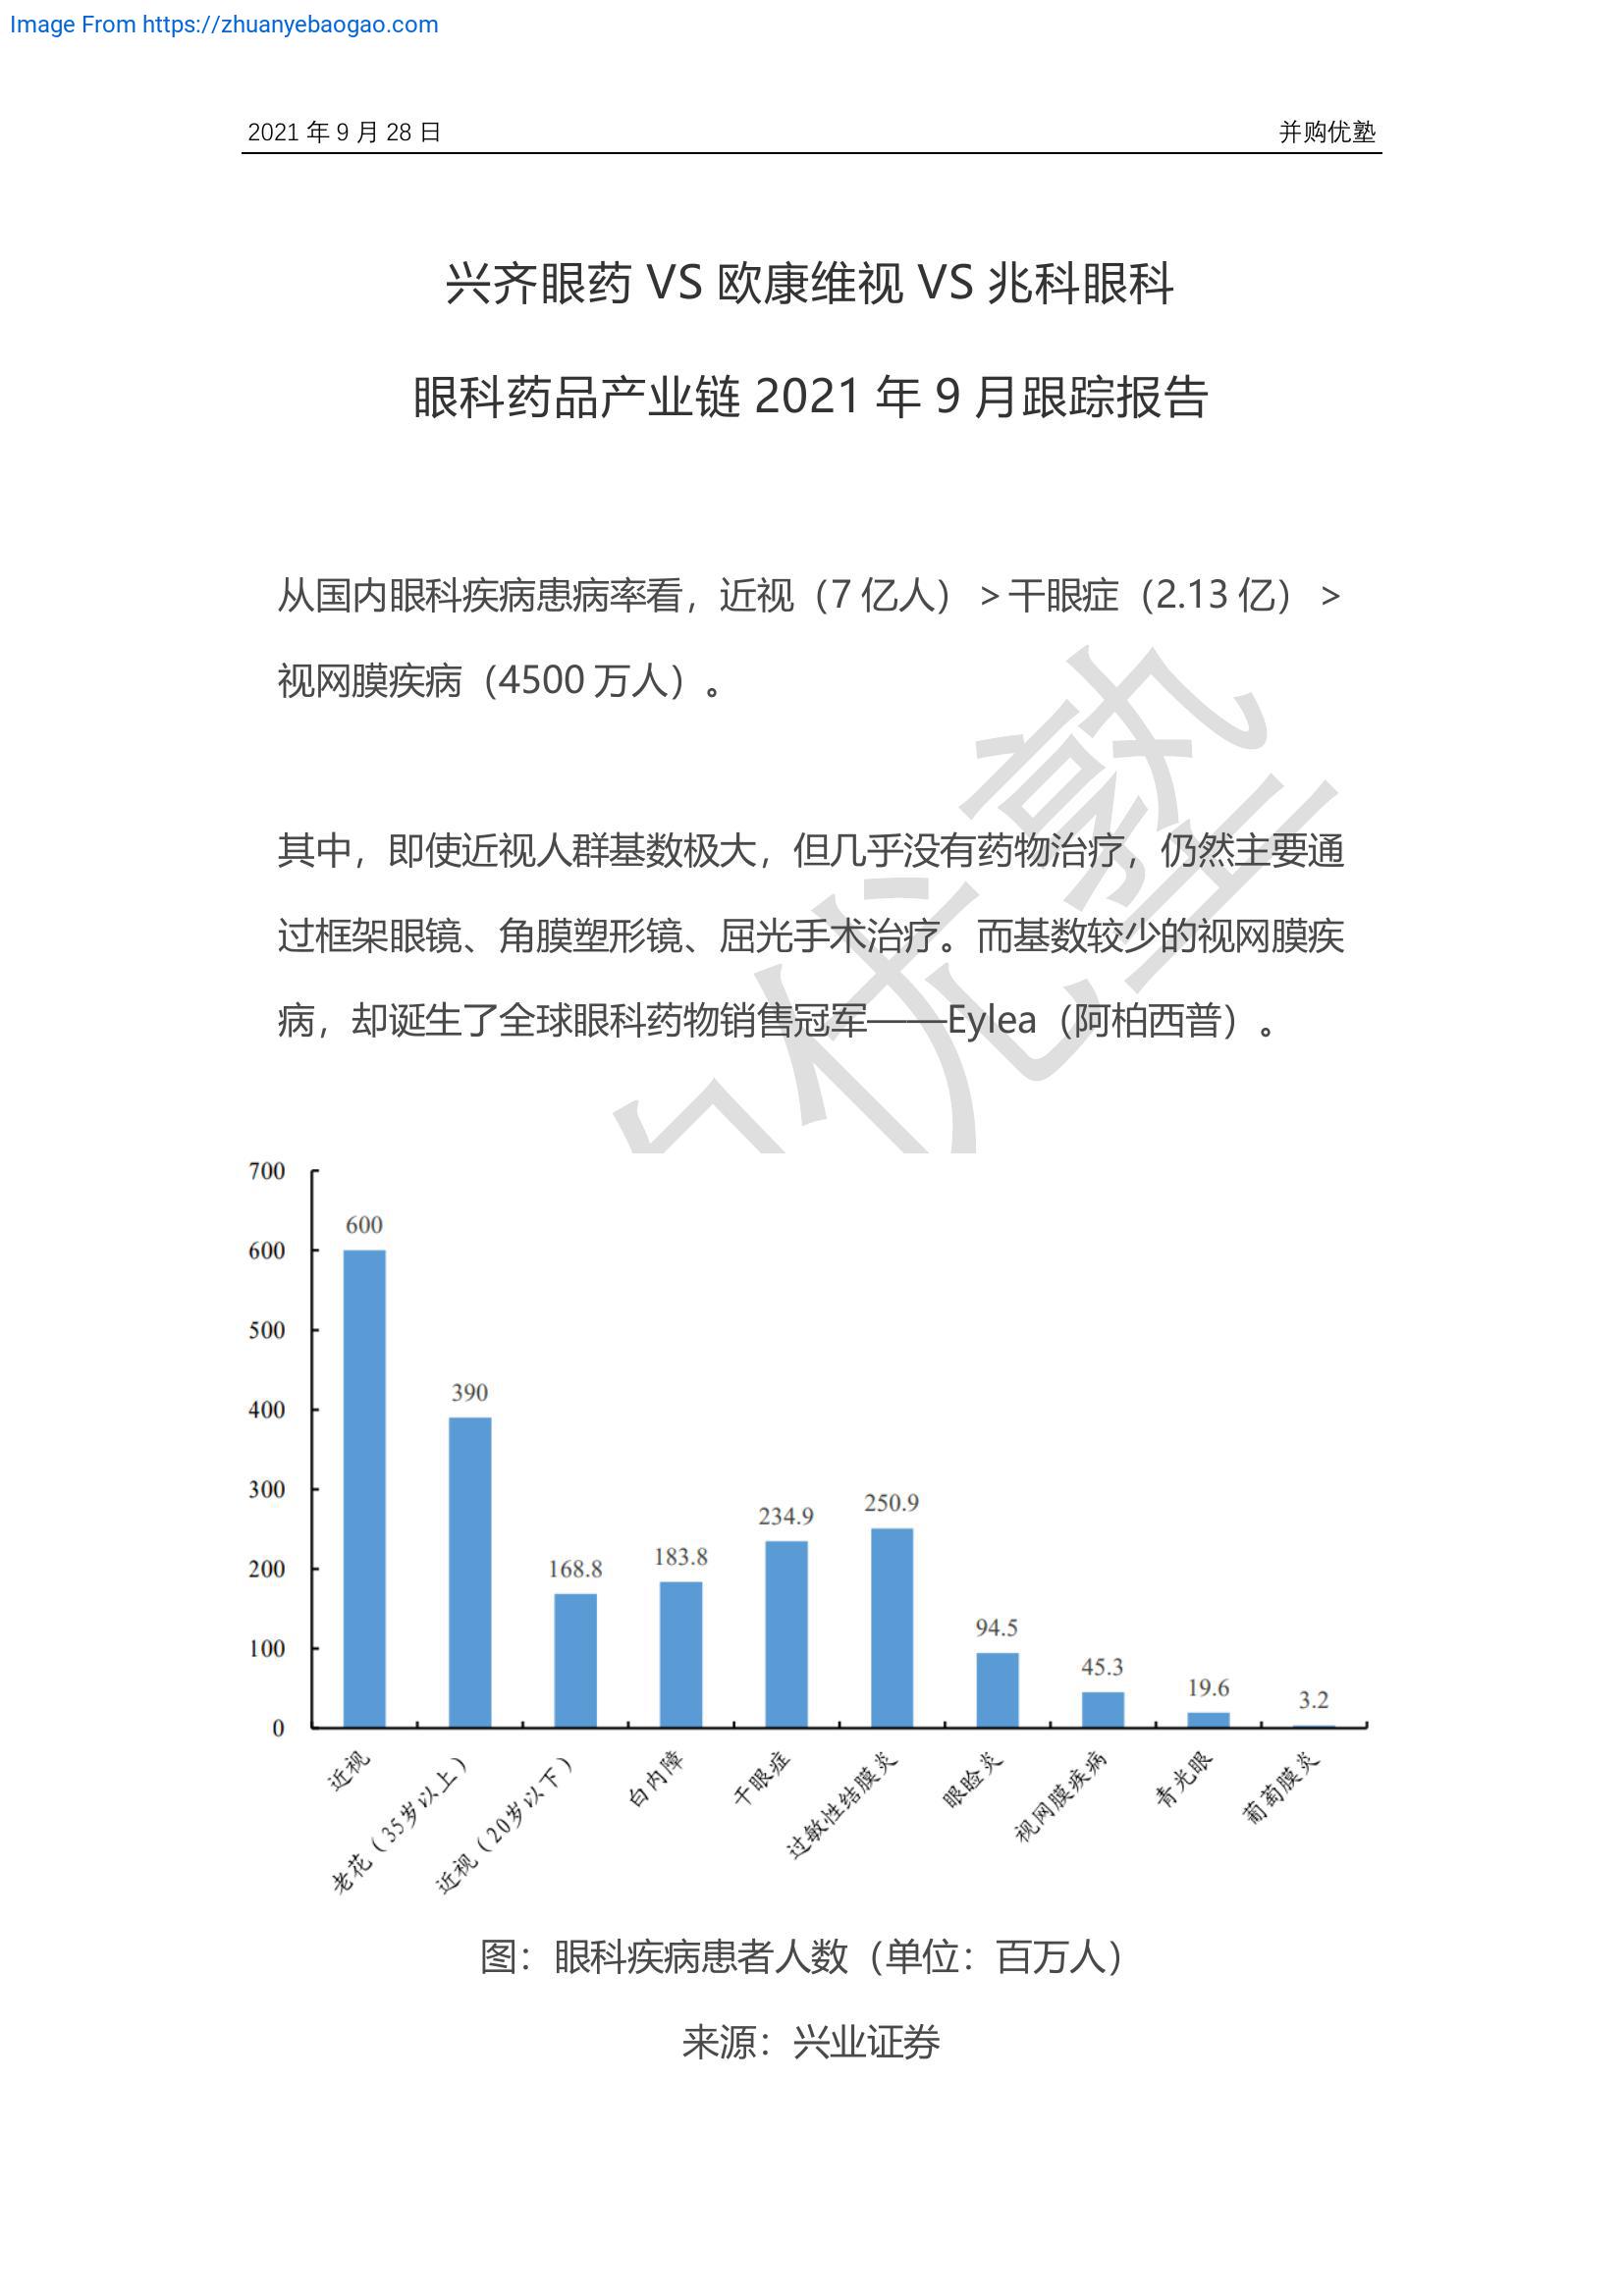 Image From https://zhuanyebaogao.com
2021 年 9 月 28 日 并购优塾
兴齐眼药 VS 欧康维视 VS 兆科眼科
眼科药品产业链 2021 年 9 月跟踪报告
从国内眼科疾病患病率看，近视（7 亿人）＞干眼症（2.13 亿）＞
视网膜疾病（4500 万人）。
其中，即使近视人群基数极大，但几乎没有药物治疗，仍然主要通
过框架眼镜、角膜塑形镜、屈光手术治疗。而基数较少的视网膜疾
病，却诞生了全球眼科药物销售冠军——Eylea（阿柏西普）。
优塾
700
600
500
400
300
200
100
0
600
390
168.8
183.8
234.9
250.9
94.5
45.3
19.6
3.2
近视
老花（35岁以上）
近视（20岁以下）
白内障
干眼症
过敏性结膜炎
眼睑炎
视网膜疾病
青光眼
葡萄膜炎
图：眼科疾病患者人数（单位：百万人）
来源：兴业证券